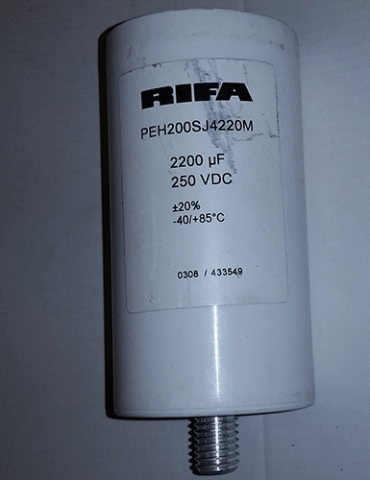 RIFA
PEH200SJ4220M
2200 µF
250 VDC
±20%
-40/+85°C
0308 / 433549